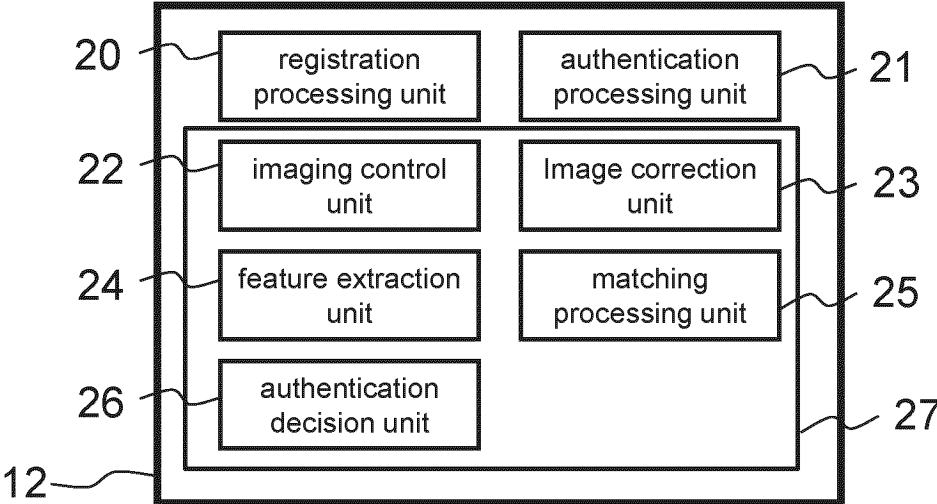 20
registration
processing unit
authentication
processing unit
21
22
imaging control
unit
Image correction
unit
23
24
feature extraction
unit
matching
processing unit
25
26
authentication
decision unit
27
12